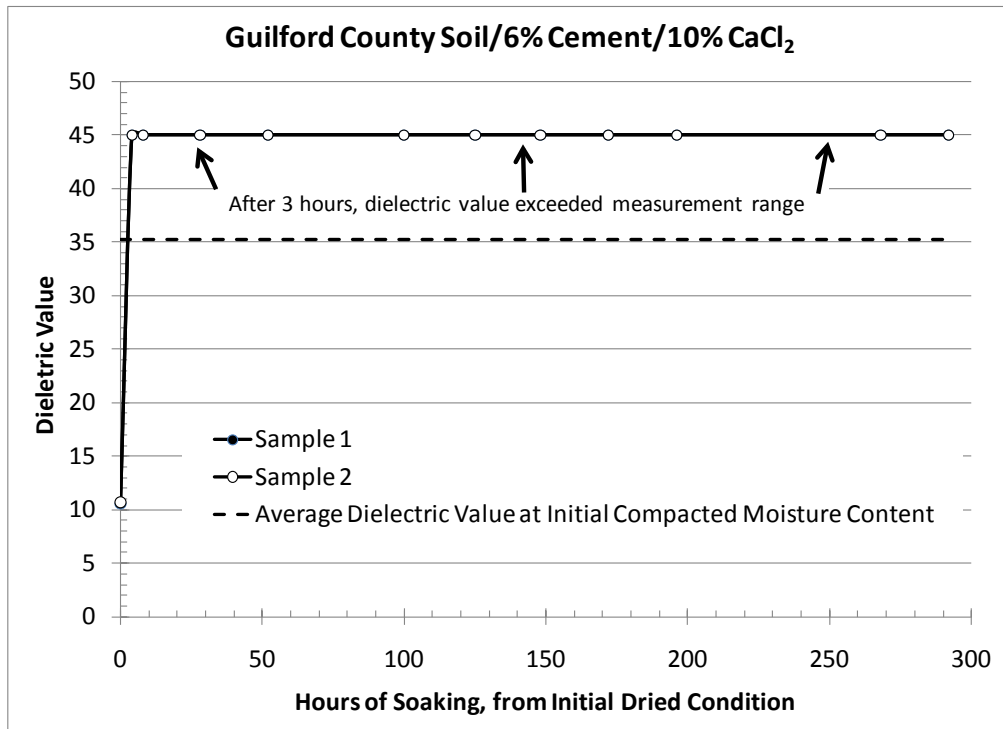 Guilford County Soil/6% Cement/10% CaCl₂
50
45
40
35
30
25
20
15
10
5
0
Dieletric Value
After 3 hours, dielectric value exceeded measurement range
Sample 1
Sample 2
Average Dielectric Value at Initial Compacted Moisture Content
0 50 100 150 200 250 300
Hours of Soaking, from Initial Dried Condition